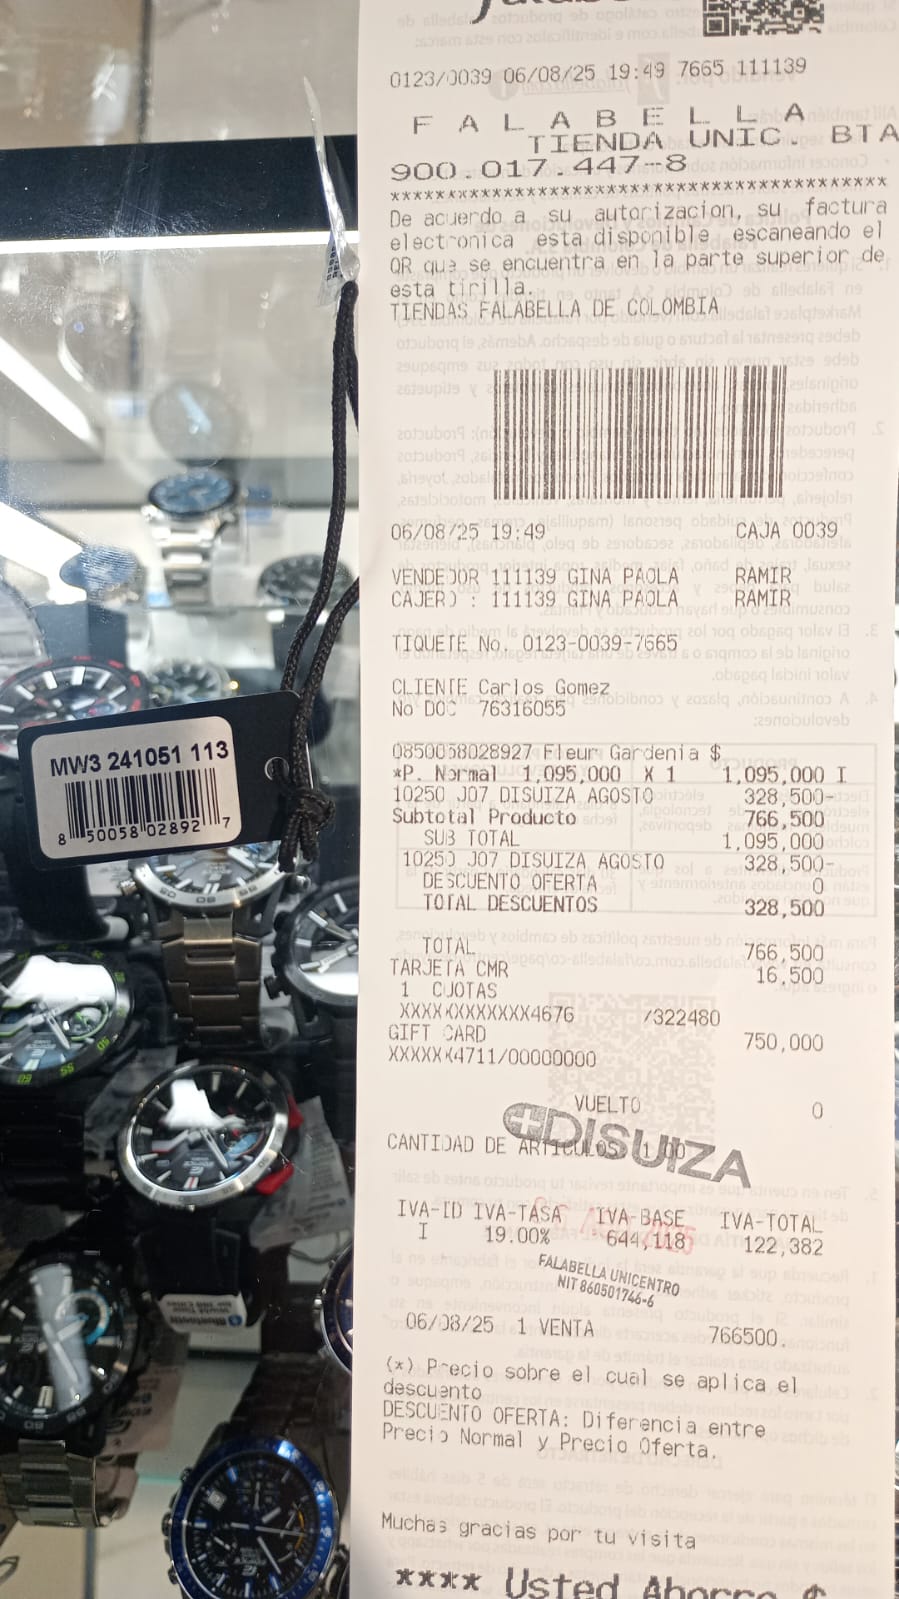 0123/0039 06/08/25 19:49 7665 111139
F A L A B E L L A
TIENDA UNIC. BTA
900.017.447-8
******************************************
De acuerdo a su autorizacion, su factura
electronica esta disponible escaneando el
QR que se encuentra en la parte superior de
esta tirilla.
TIENDAS FALABELLA DE COLOMBIA
06/08/25 19:49 CAJA 0039
VENDEDOR 111139 GINA PAOLA RAMIR
CAJERO : 111139 GINA PAOLA RAMIR
TIQUETE No. 0123-0039-7665
CLIENTE Carlos Gomez
No DOC 76316055
0850058028927 Fleur Gardenia $
*P. Normal 1,095,000 X 1 1,095,000 I
10250 J07 DISUIZA AGOSTO 328,500-
Subtotal Producto 766,500
SUB TOTAL 1,095,000
10250 J07 DISUIZA AGOSTO 328,500-
DESCUENTO OFERTA 0
TOTAL DESCUENTOS 328,500
TOTAL 766,500
TARJETA CMR 16,500
1 CUOTAS
XXXXXXXXXXXX4676 /322480
GIFT CARD 750,000
XXXXXX4711/00000000
VUELTO 0
DISUIZA
CANTIDAD DE ARTICULOS 1.00
IVA-ID IVA-TASA IVA-BASE IVA-TOTAL
I 19.00% 644,118 122,382
FALABELLA UNICENTRO
NIT 860501746-6
06/08/25 1 VENTA 766500.
(*) Precio sobre el cual se aplica el
descuento
DESCUENTO OFERTA: Diferencia entre
Precio Normal y Precio Oferta.
Muchas gracias por tu visita
**** Usted Ahorro $
MW3 241051 113
8 50058 02892 7